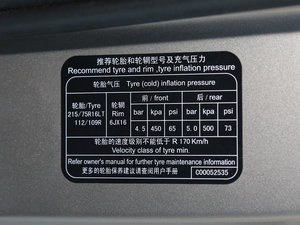 推荐轮胎和轮辋型号及充气压力
Recommend tyre and rim ,tyre inflation pressure
轮胎气压 Tyre (cold) inflation pressure
轮胎/Tyre 轮辋 Rim 前 / front 后 / rear
215/75R16LT 6JX16 bar kpa psi bar kpa psi
112/109R 4.5 450 65 5.0 500 73
轮胎的速度级别不能低于 R 170Km/h
Velocity class of tyre min.
Refer owner's manual for further tyre maintenance information
更多的轮胎保养建议请查阅用户手册 C00052535